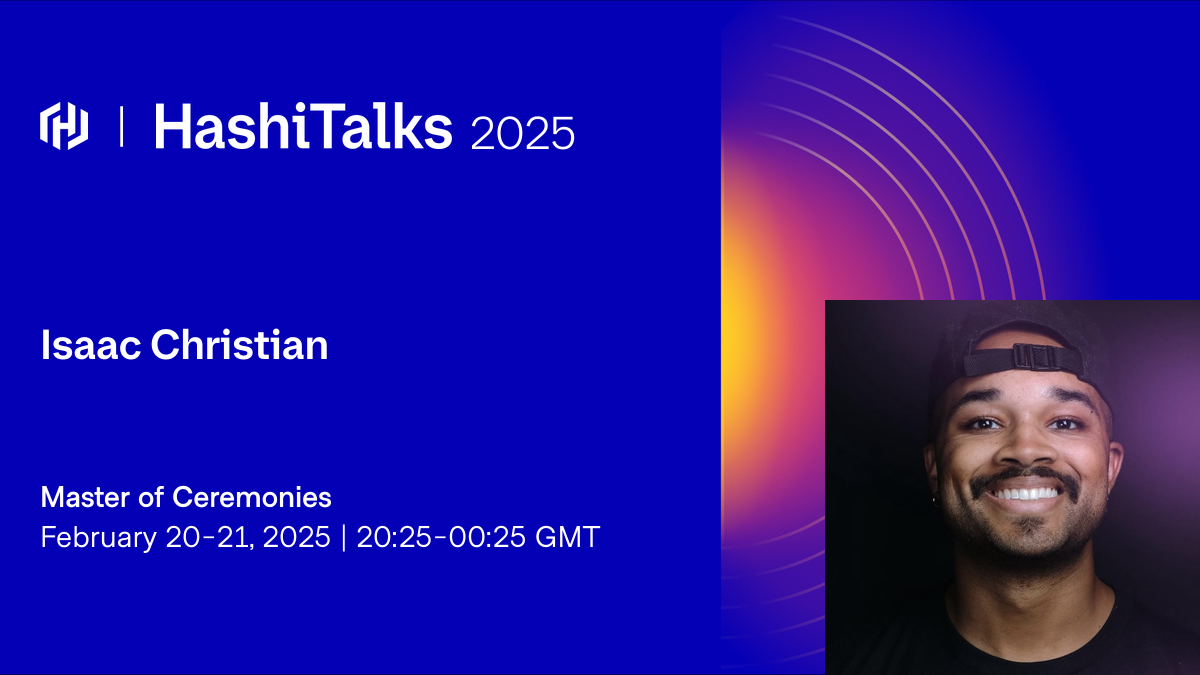 HashiTalks 2025
Isaac Christian
Master of Ceremonies
February 20-21, 2025 | 20:25-00:25 GMT